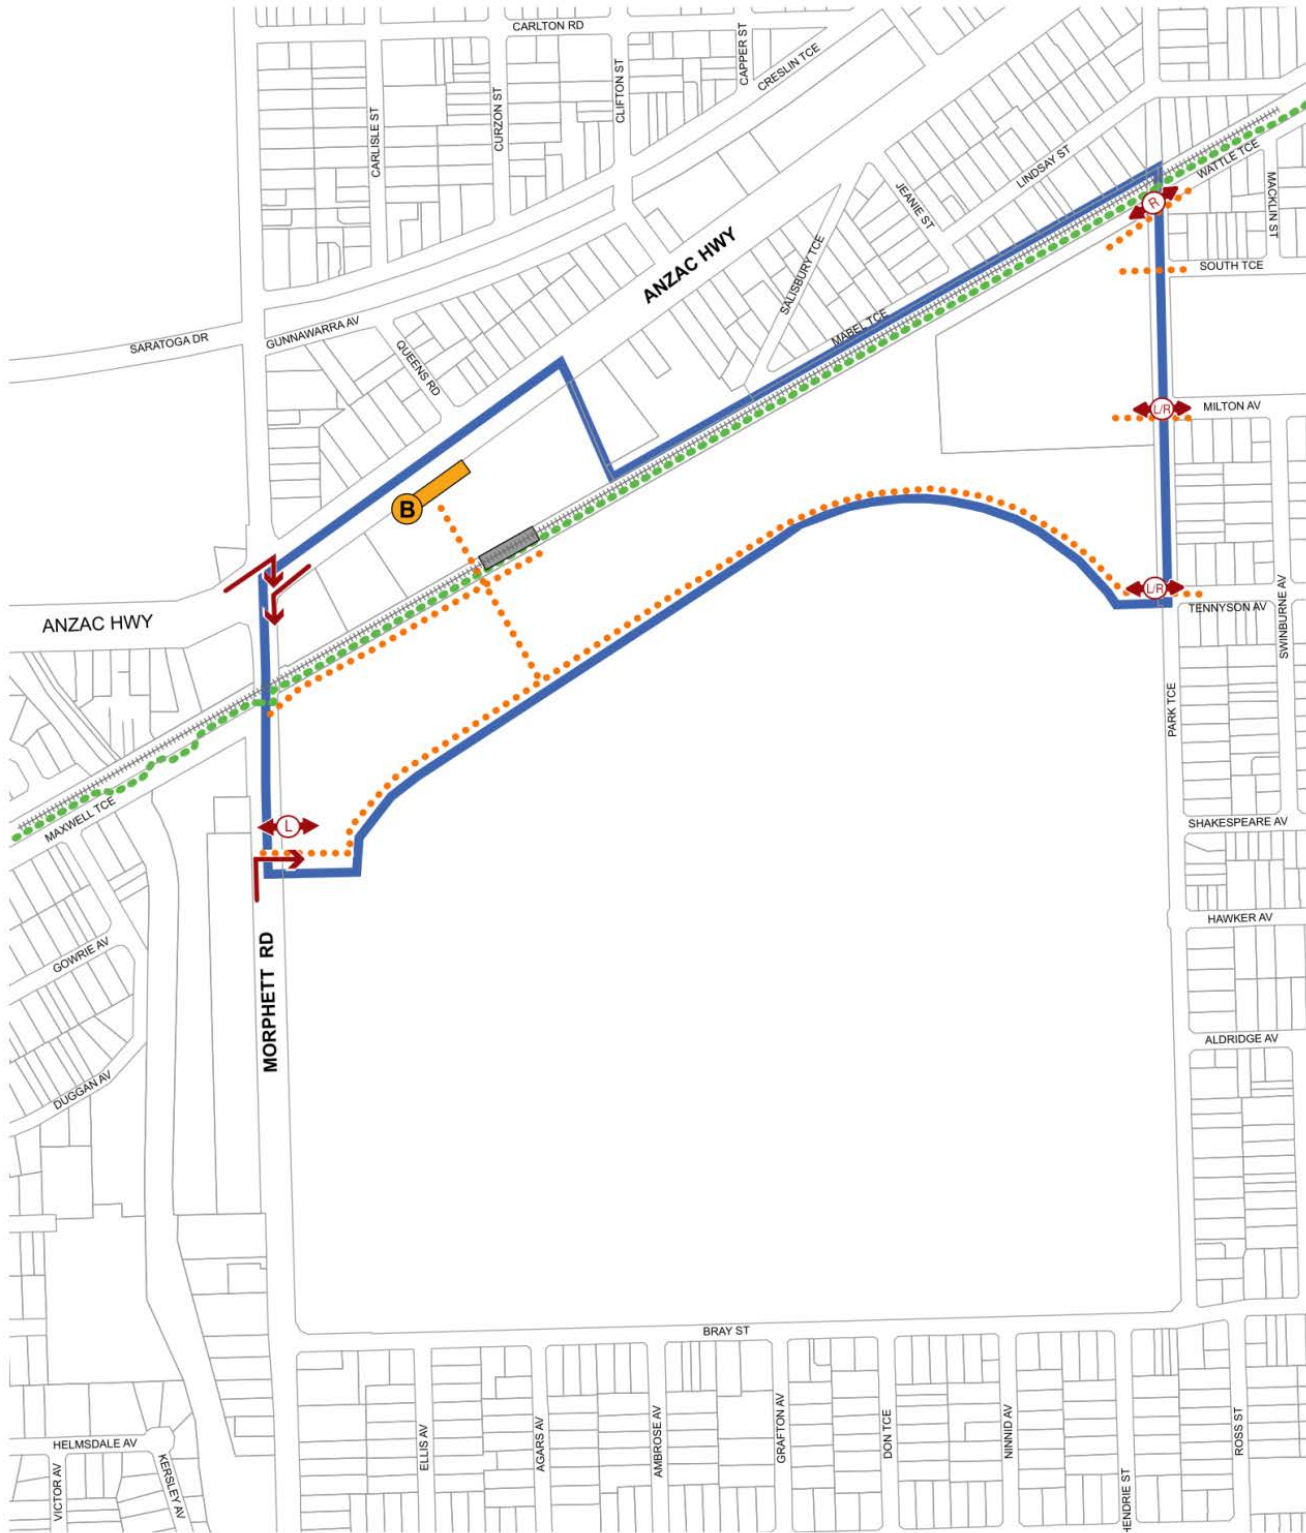 CARLTON RD
CAPPER ST
CRESLIN TCE
CLIFTON ST
CURZON ST
CARLISLE ST
LINDSAY ST
WATTLE TCE
MACKLIN ST
JEANIE ST
R
ANZAC HWY
SALISBURY TCE
SOUTH TCE
MABEL TCE
SARATOGA DR
GUNNAWARRA AV
QUEENS RD
L/R
MILTON AV
B
L/R
TENNYSON AV
SWINBURNE AV
ANZAC HWY
PARK TCE
MAXWELL TCE
L
SHAKESPEARE AV
HAWKER AV
GOWRIE AV
MORPHETT RD
ALDRIDGE AV
DUGGAN AV
BRAY ST
HELMSDALE AV
VICTOR AV
KERSLEY AV
ELLIS AV
AGARS AV
AMBROSE AV
GRAFTON AV
DON TCE
NINNID AV
HENDRIE ST
ROSS ST